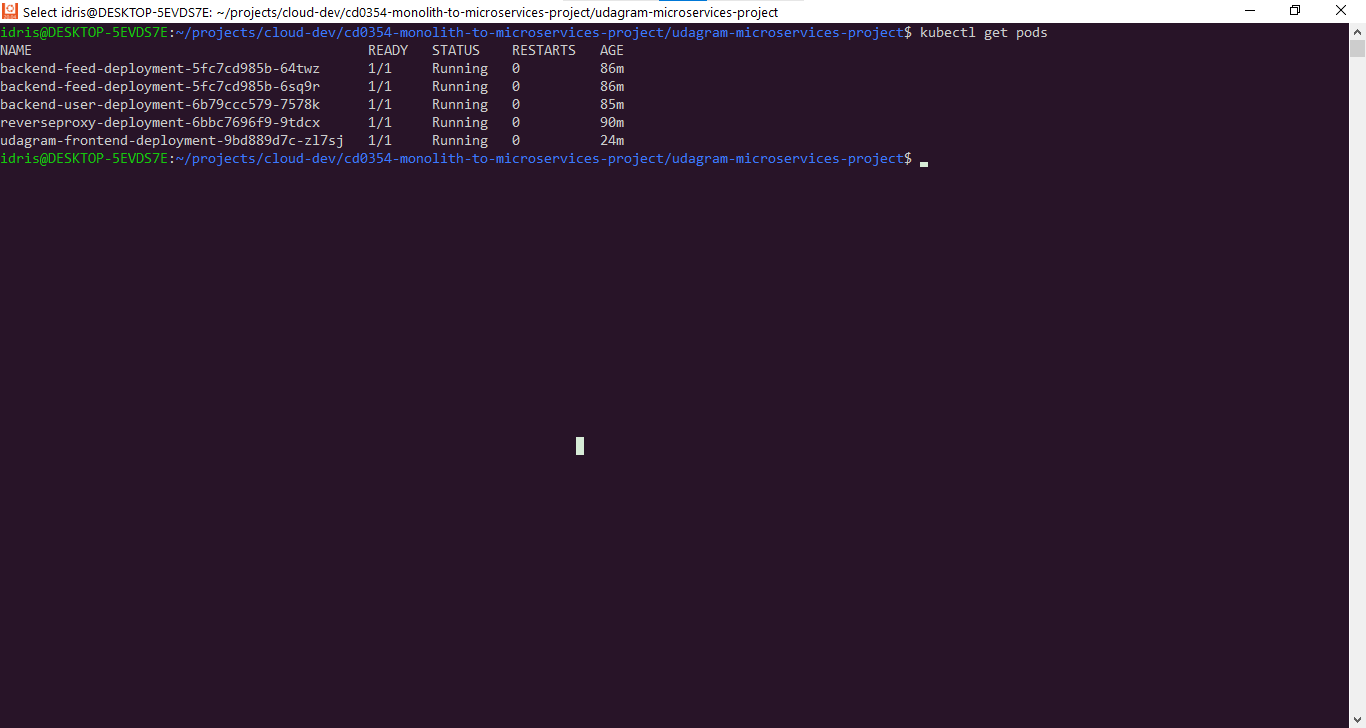 Select idris@DESKTOP-5EVDS7E: ~/projects/cloud-dev/cd0354-monolith-to-microservices-project/udagram-microservices-project
idris@DESKTOP-5EVDS7E:~/projects/cloud-dev/cd0354-monolith-to-microservices-project/udagram-microservices-project$ kubectl get pods
NAME                                          READY   STATUS    RESTARTS   AGE
backend-feed-deployment-5fc7cd985b-64twz      1/1     Running   0          86m
backend-feed-deployment-5fc7cd985b-6sq9r      1/1     Running   0          86m
backend-user-deployment-6b79ccc579-7578k      1/1     Running   0          85m
reverseproxy-deployment-6bbc7696f9-9tdcx      1/1     Running   0          90m
udagram-frontend-deployment-9bd889d7c-zl7sj   1/1     Running   0          24m
idris@DESKTOP-5EVDS7E:~/projects/cloud-dev/cd0354-monolith-to-microservices-project/udagram-microservices-project$